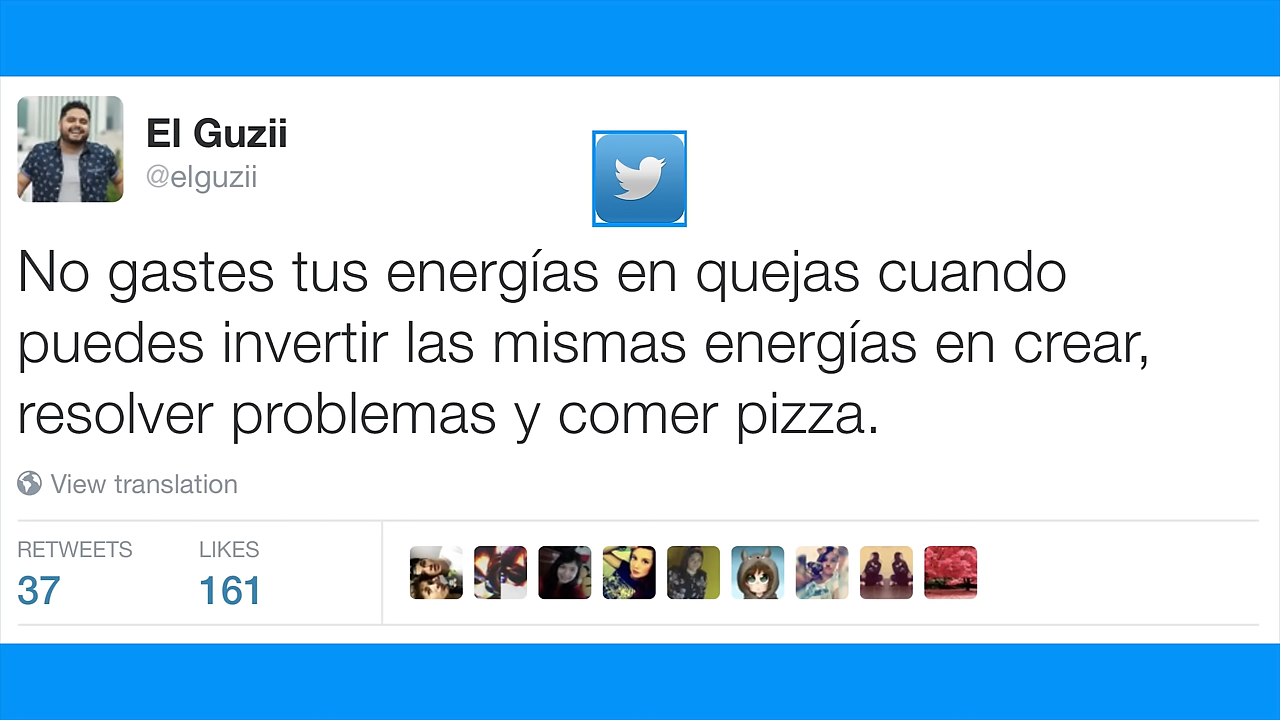 El Guzii
@elguzii
No gastes tus energías en quejas cuando
puedes invertir las mismas energías en crear,
resolver problemas y comer pizza.
View translation
RETWEETS LIKES
37 161